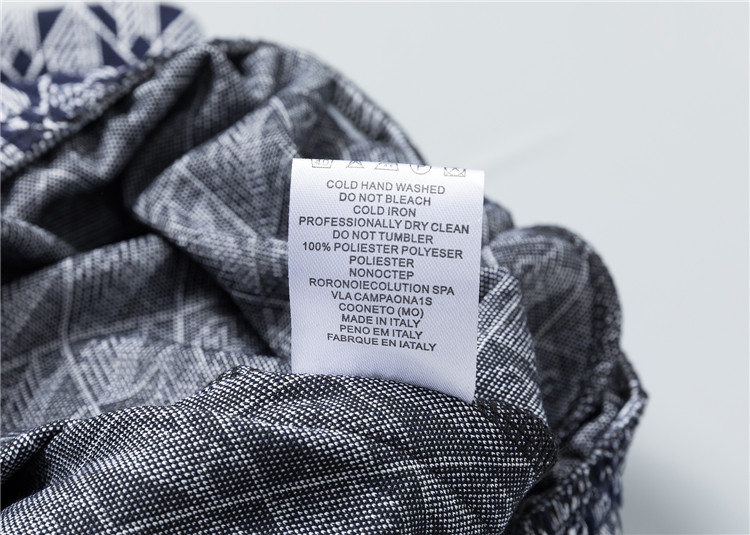 COLD HAND WASHED
DO NOT BLEACH
COLD IRON
PROFESSIONALLY DRY CLEAN
DO NOT TUMBLER
100% POLIESTER POLYESER
POLIESTER
NONOCTEP
RORONOIECOLUTION SPA
VLA CAMPAONA1S
COONETO (MO)
MADE IN ITALY
PENO EM ITALY
FABRQUE EN IATALY